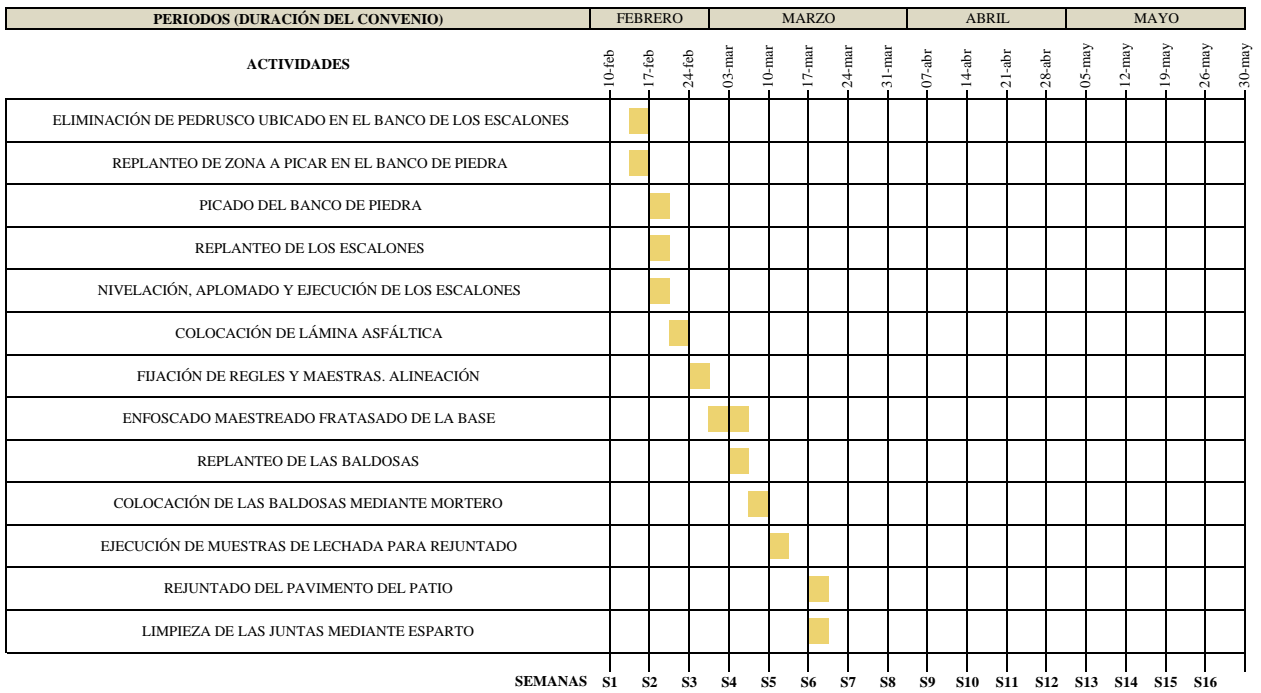 PERIODOS (DURACIÓN DEL CONVENIO) FEBRERO MARZO ABRIL MAYO
ACTIVIDADES 10-feb 17-feb 24-feb 03-mar 10-mar 17-mar 24-mar 31-mar 07-abr 14-abr 21-abr 28-abr 05-may 12-may 19-may 26-may 30-may
ELIMINACIÓN DE PEDRUSCO UBICADO EN EL BANCO DE LOS ESCALONES
REPLANTEO DE ZONA A PICAR EN EL BANCO DE PIEDRA
PICADO DEL BANCO DE PIEDRA
REPLANTEO DE LOS ESCALONES
NIVELACIÓN, APLOMADO Y EJECUCIÓN DE LOS ESCALONES
COLOCACIÓN DE LÁMINA ASFÁLTICA
FIJACIÓN DE REGLES Y MAESTRAS. ALINEACIÓN
ENFOSCADO MAESTREADO FRATASADO DE LA BASE
REPLANTEO DE LAS BALDOSAS
COLOCACIÓN DE LAS BALDOSAS MEDIANTE MORTERO
EJECUCIÓN DE MUESTRAS DE LECHADA PARA REJUNTADO
REJUNTADO DEL PAVIMENTO DEL PATIO
LIMPIEZA DE LAS JUNTAS MEDIANTE ESPARTO
SEMANAS S1 S2 S3 S4 S5 S6 S7 S8 S9 S10 S11 S12 S13 S14 S15 S16